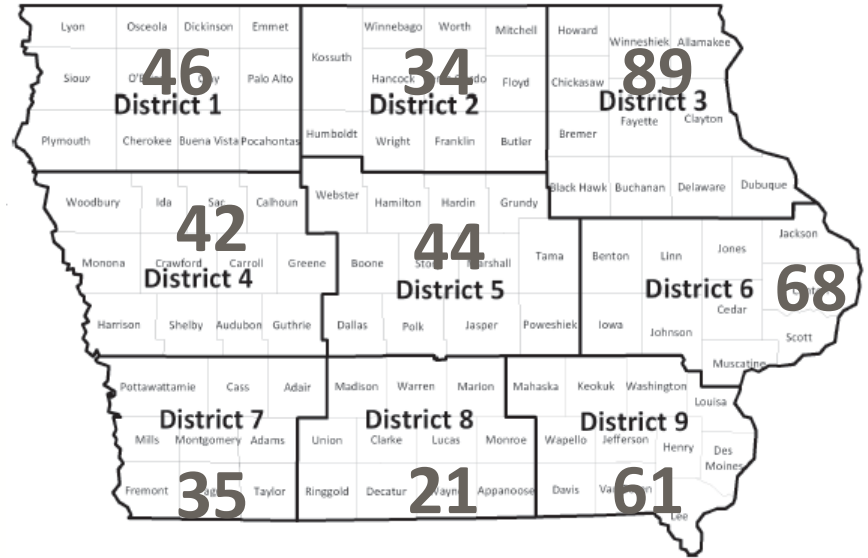 Lyon Osceola Dickinson Emmet Winnebago Worth Mitchell Howard
Winneshiek Allamakee
Kossuth
Sioux Palo Alto Hancock Floyd Chickasaw
46 34 89
District 1 District 2 District 3
Fayette Clayton
Plymouth Cherokee Buena Vista Pocahontas Humboldt Wright Franklin Butler Bremer
Black Hawk Buchanan Delaware Dubuque
Woodbury Ida Sac Calhoun Webster Hamilton Hardin Grundy
42 44 68
Jackson
Monona Crawford Carroll Greene Boone Marshall Tama Benton Linn Jones
District 4 District 5 District 6
Cedar
Harrison Shelby Audubon Guthrie Dallas Polk Jasper Poweshiek Iowa Johnson Scott
Muscatine
Pottawattamie Cass Adair Madison Warren Marion Mahaska Keokuk Washington
Louisa
District 7 District 8 District 9
Mills Montgomery Adams Union Clarke Lucas Monroe Wapello Jefferson Henry Des
Moines
Fremont Taylor Ringgold Decatur Wayne Appanoose Davis
35 21 61
Lee